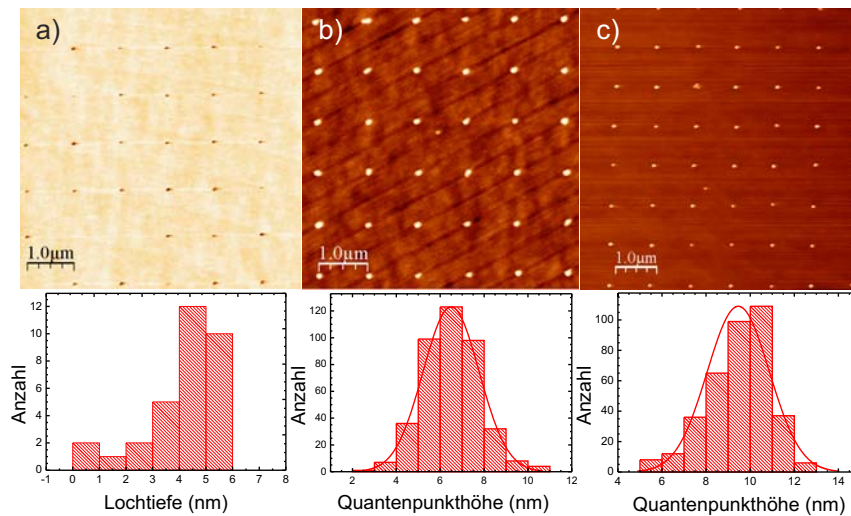 a)
b)
c)
1.0µm
1.0µm
1.0µm
12
10
8
6
4
2
0
Anzahl
-1 0 1 2 3 4 5 6 7 8
Lochtiefe (nm)
120
100
80
60
40
20
0
Anzahl
2 4 6 8 10 12
Quantenpunkthöhe (nm)
100
80
60
40
20
0
Anzahl
4 6 8 10 12 14
Quantenpunkthöhe (nm)